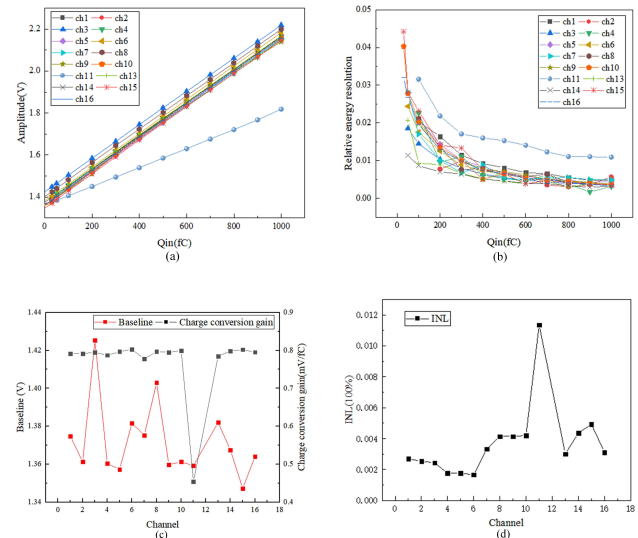 ch1 ch2
ch3 ch4
ch5 ch6
ch7 ch8
ch9 ch10
ch11 ch13
ch14 ch15
ch16
Amplitude(V)
2.2
2.0
1.8
1.6
1.4
0 200 400 600 800 1000
Qin(fC)
(a)
ch1 ch2
ch3 ch4
ch5 ch6
ch7 ch8
ch9 ch10
ch11 ch13
ch14 ch15
ch16
Relirtive energy resolution
0.05
0.04
0.03
0.02
0.01
0.00
0 200 400 600 800 1000
Qin(fC)
(b)
Baseline Charge conversion gain
Baseline (V)
1.44
1.42
1.40
1.38
1.36
1.34
0 2 4 6 8 10 12 14 16 18
0.9
0.8
0.7
0.6
0.5
0.4
Charge conversion gain(mV/fC)
Channel
(c)
INL
INL(100%)
0.012
0.010
0.008
0.006
0.004
0.002
0.000
0 2 4 6 8 10 12 14 16 18
Channel
(d)